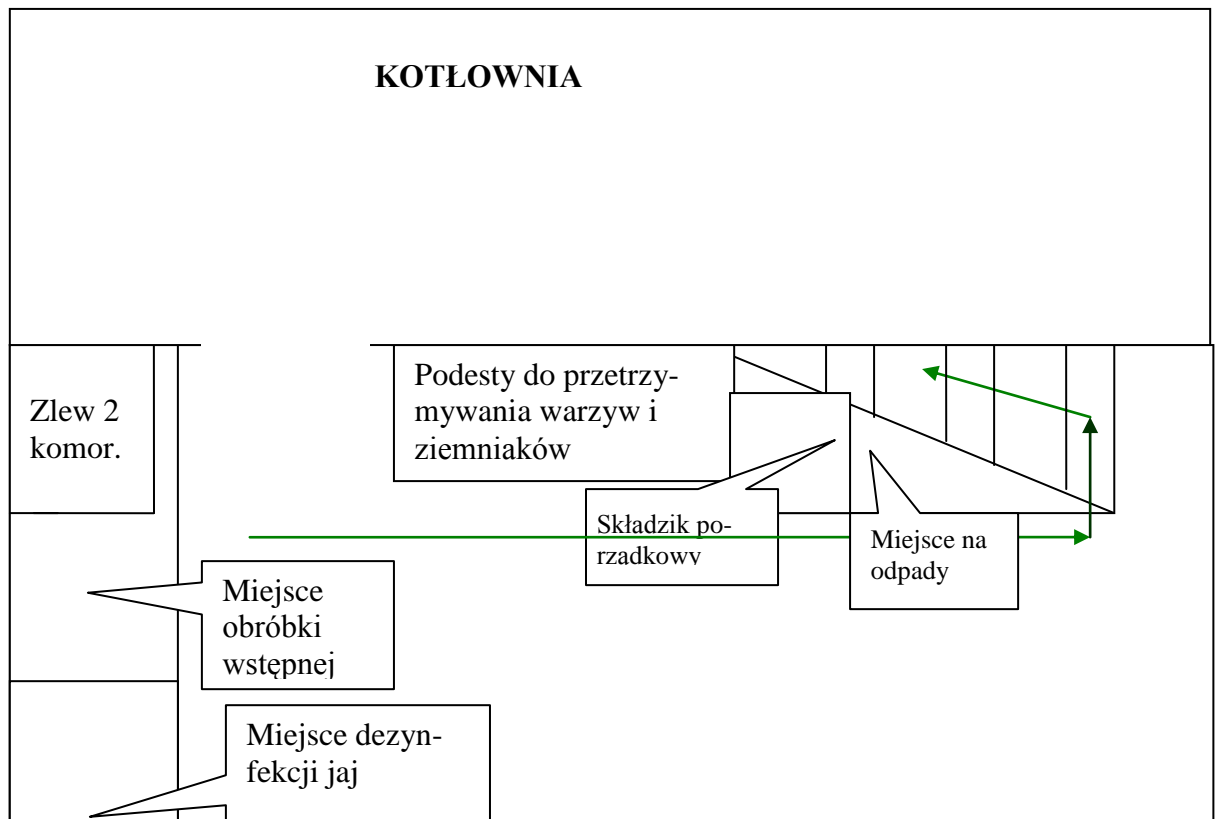 KOTŁOWNIA
Zlew 2
komor.
Podesty do przetrzy-
mywania warzyw i
ziemniaków
Składzik po-
rzadkowy
Miejsce na
odpady
Miejsce
obróbki
wstępnej
Miejsce dezyn-
fekcji jaj